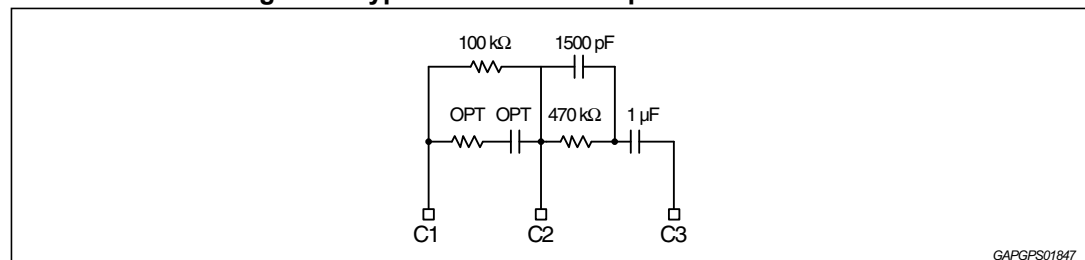 100 kΩ 1500 pF
OPT OPT 470 kΩ 1 µF
C1 C2 C3
GAPGPS01847